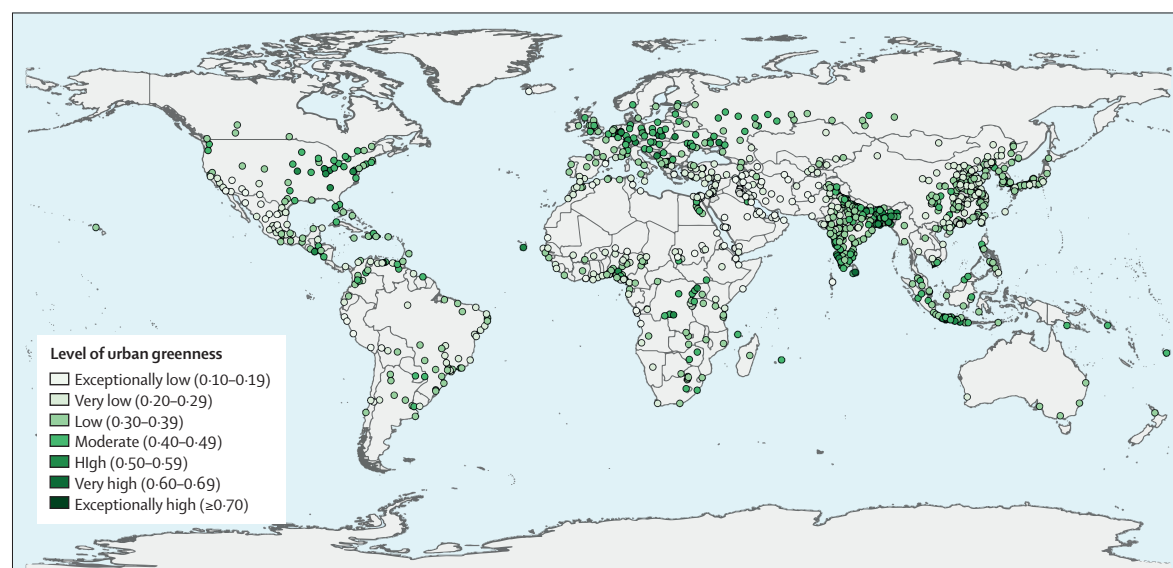 Level of urban greenness
Exceptionally low (0·10–0·19)
Very low (0·20–0·29)
Low (0·30–0·39)
Moderate (0·40–0·49)
HIgh (0·50–0·59)
Very high (0·60–0·69)
Exceptionally high (≥0·70)